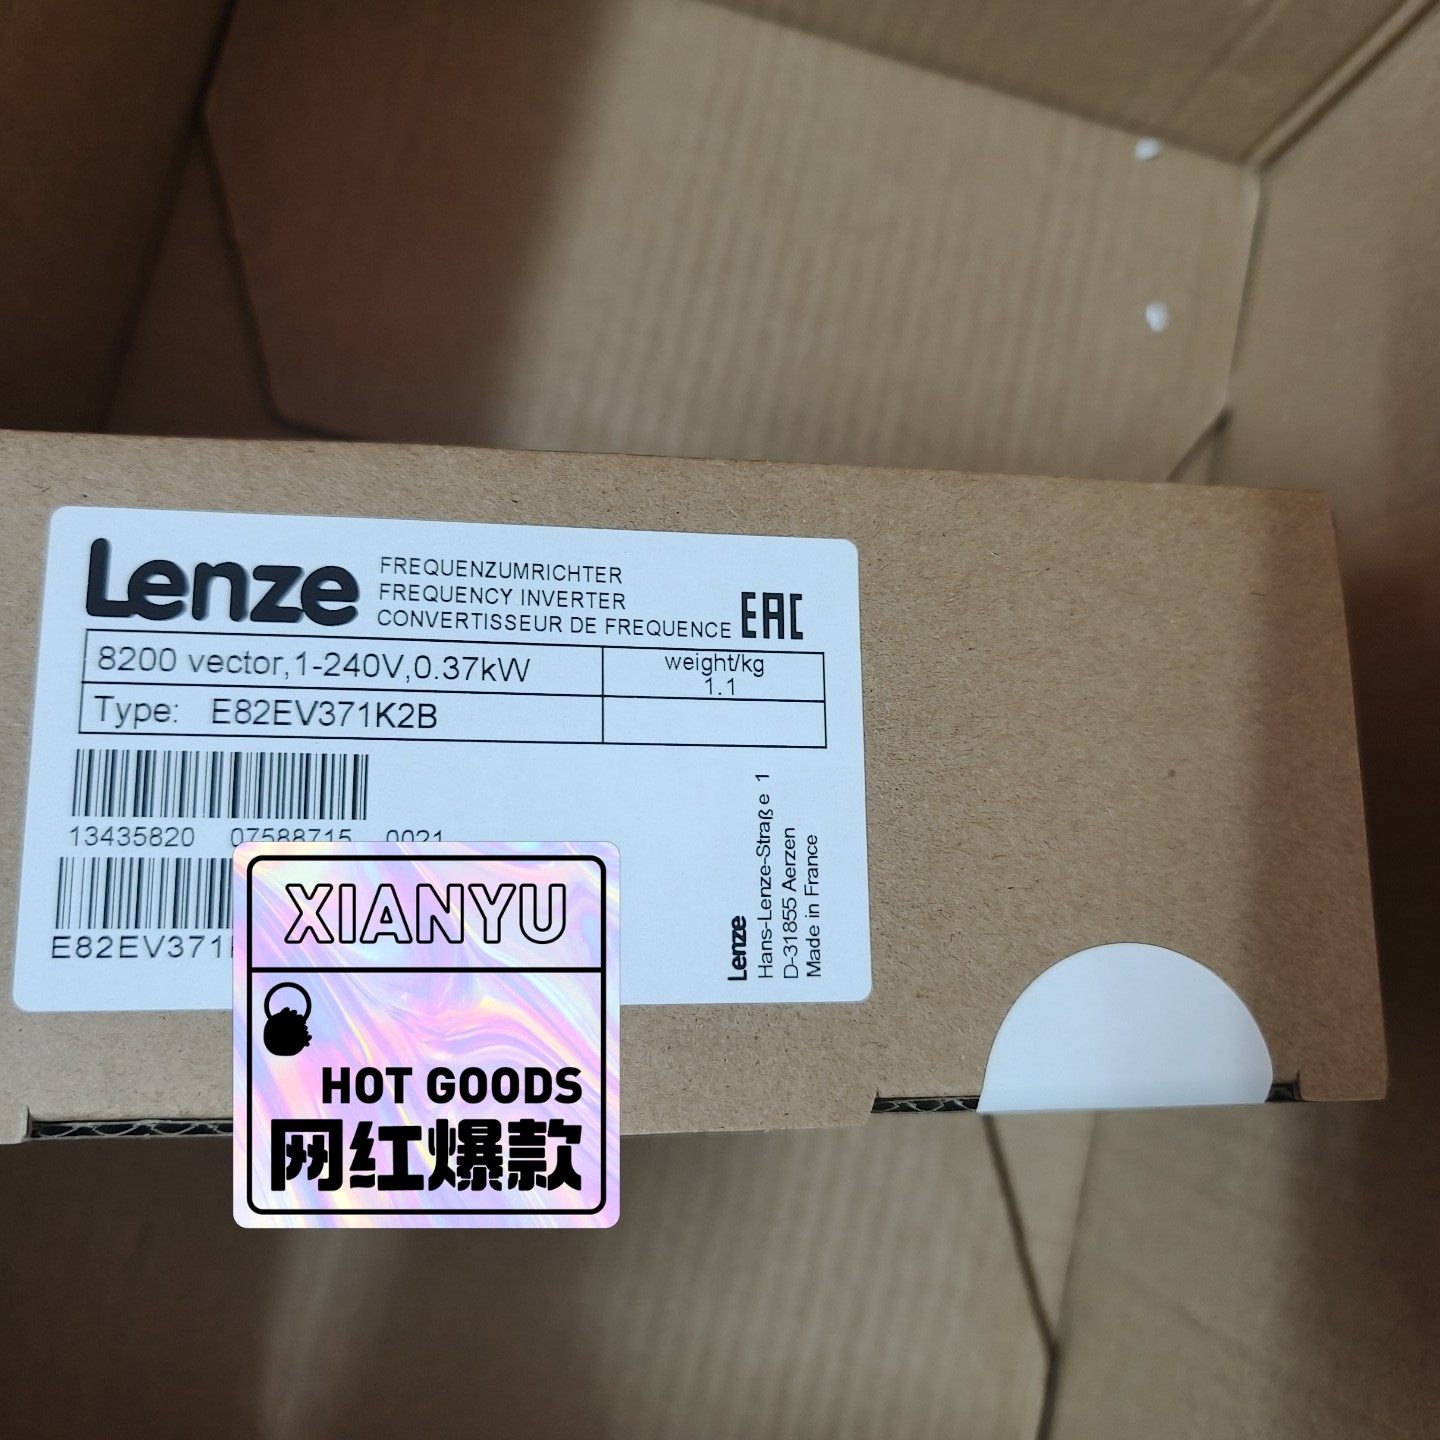 Lenze
FREQUENZUMRICHTER
FREQUENCY INVERTER
CONVERTISSEUR DE FREQUENCE
EAC
8200 vector,1-240V,0.37kW
weight/kg
1.1
Type: E82EV371K2B
13435820 07588715 0021
E82EV371
Lenze
Hans-Lenze-Straße 1
D-31855 Aerzen
Made in France
XIANYU
HOT GOODS
网红爆款